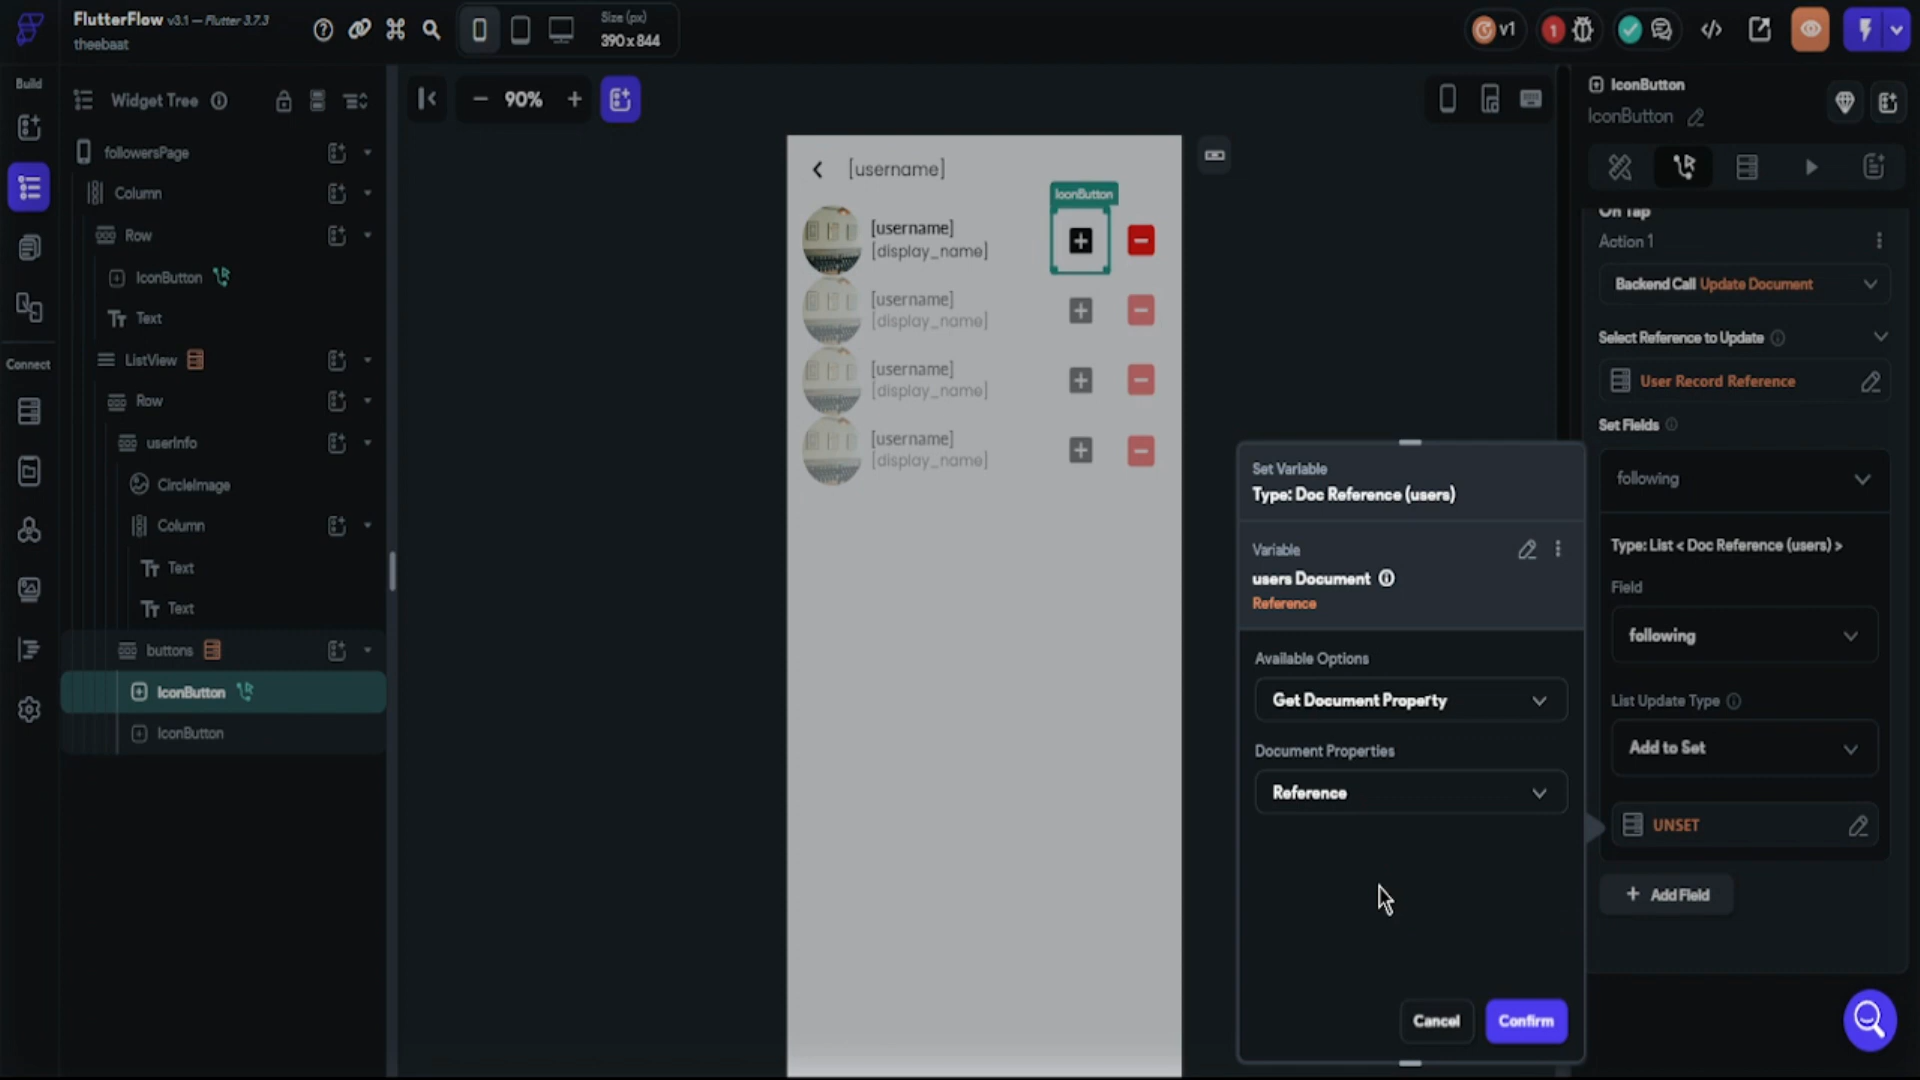 FlutterFlow v3.1 – Flutter 3.7.3
theebaat
Size (px)
390 x 844
v1
1
Build
Connect
Widget Tree
followersPage
Column
Row
IconButton
Text
ListView
Row
userInfo
CircleImage
Column
Text
Text
buttons
IconButton
IconButton
90%
[username]
IconButton
[username]
[display_name]
[username]
[display_name]
[username]
[display_name]
[username]
[display_name]
Set Variable
Type: Doc Reference (users)
Variable
users Document
Reference
Available Options
Get Document Property
Document Properties
Reference
Cancel
Confirm
IconButton
IconButton
On Tap
Action 1
Backend Call Update Document
Select Reference to Update
User Record Reference
Set Fields
following
Type: List < Doc Reference (users) >
Field
following
List Update Type
Add to Set
UNSET
+ Add Field